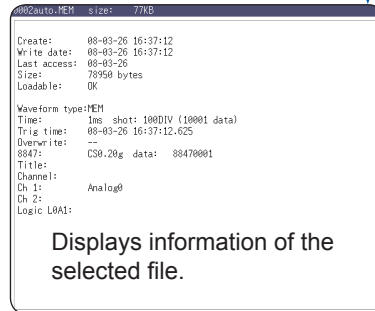 0002auto.MEM size: 77KB
Create: 08-03-26 16:37:12
Write date: 08-03-26 16:37:12
Last access: 08-03-26
Size: 78950 bytes
Loadable: OK
Waveform type:MEM
Time: 1ms shot: 100DIV (10001 data)
Trig time: 08-03-26 16:37:12.625
Overwrite: --
8847: CS0.20g data: 88470001
Title:
Channel:
Ch 1: Analog0
Ch 2:
Logic L0A1:
Displays information of the
selected file.